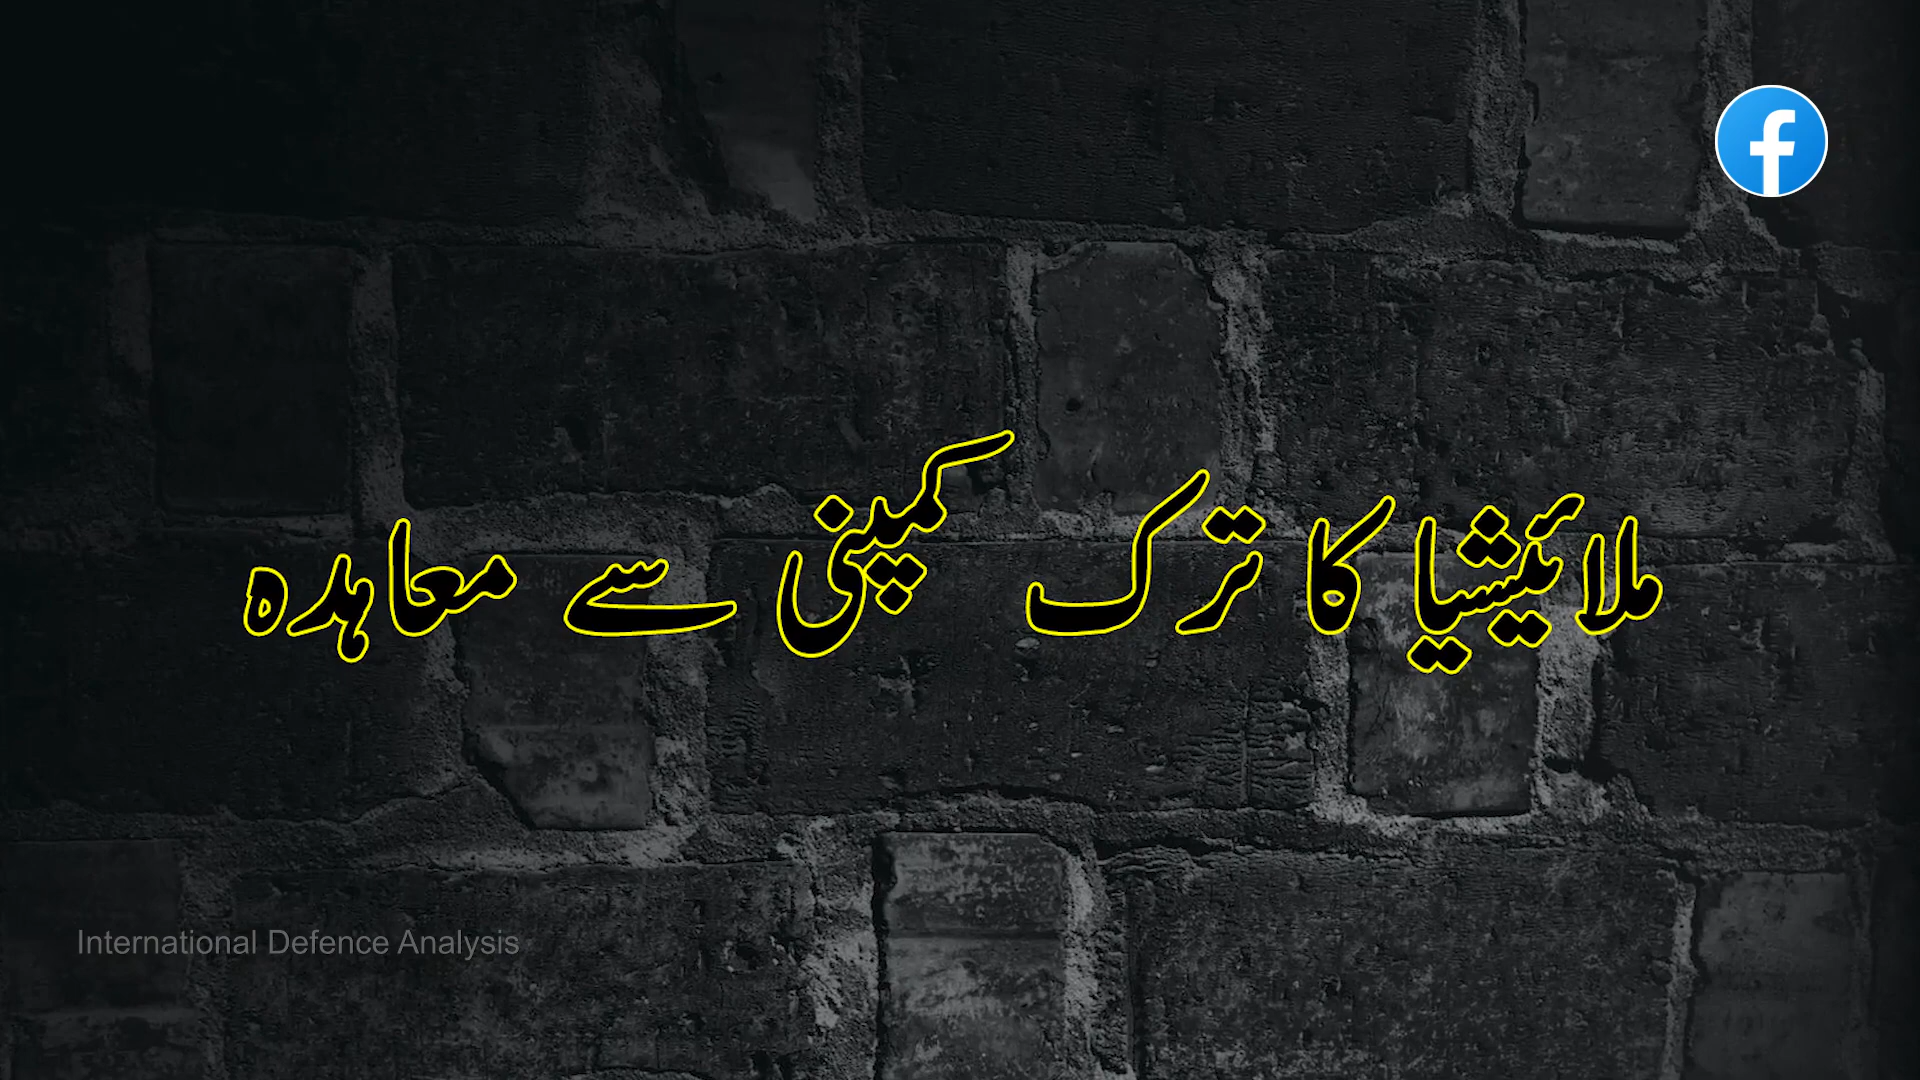 ملائیشیا کا ترک کمپنی سے معاہدہ
International Defence Analysis